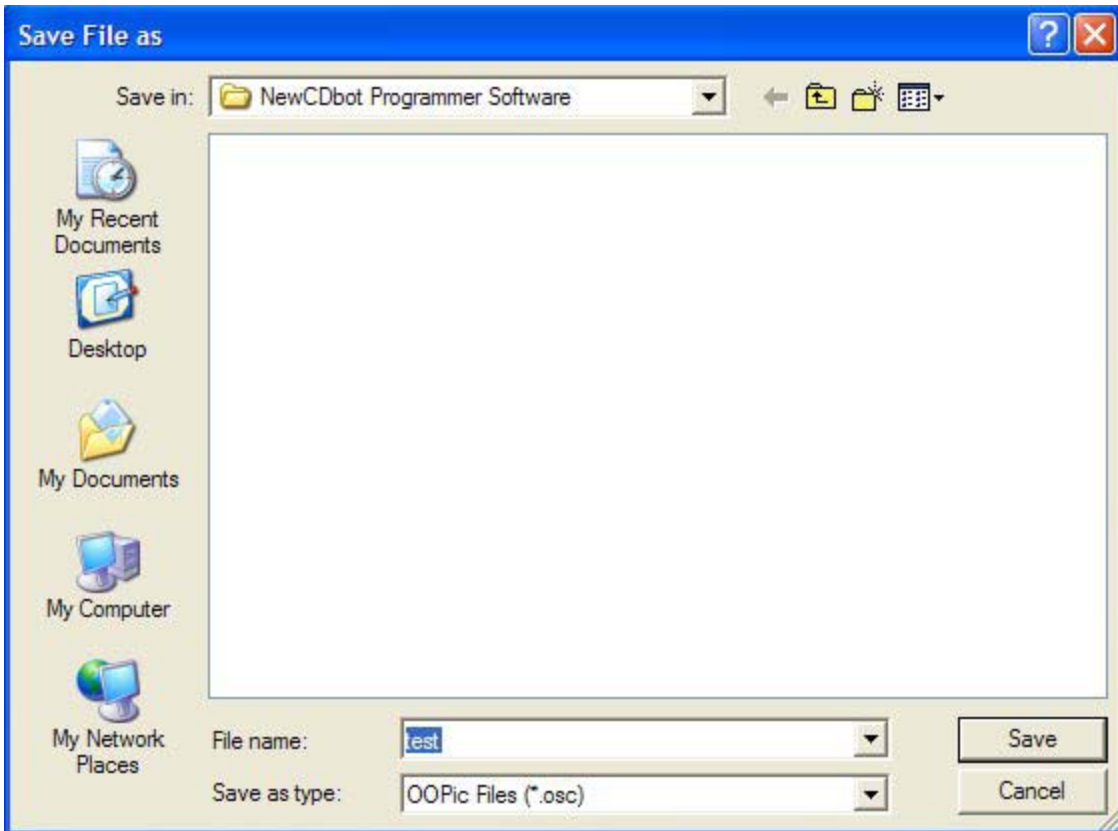 Save File as
Save in: NewCDbot Programmer Software
My Recent
Documents
Desktop
My Documents
My Computer
My Network
Places
File name: test
Save
Save as type: OOPic Files (*.osc)
Cancel